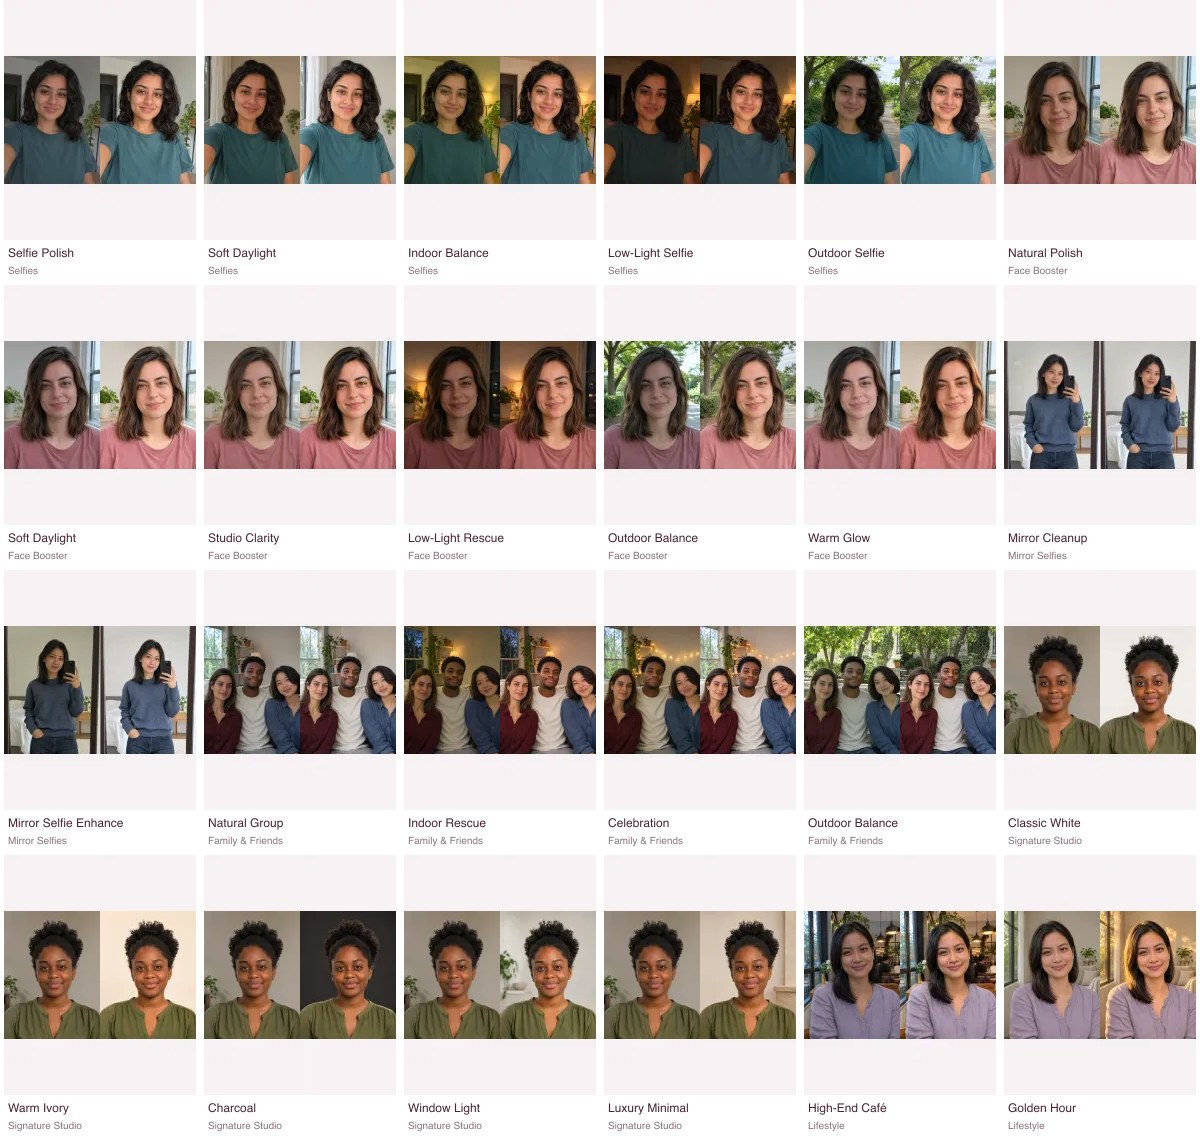 Selfie Polish
Selfies
Soft Daylight
Selfies
Indoor Balance
Selfies
Low-Light Selfie
Selfies
Outdoor Selfie
Selfies
Natural Polish
Face Booster
Soft Daylight
Face Booster
Studio Clarity
Face Booster
Low-Light Rescue
Face Booster
Outdoor Balance
Face Booster
Warm Glow
Face Booster
Mirror Cleanup
Mirror Selfies
Mirror Selfie Enhance
Mirror Selfies
Natural Group
Family & Friends
Indoor Rescue
Family & Friends
Celebration
Family & Friends
Outdoor Balance
Family & Friends
Classic White
Signature Studio
Warm Ivory
Signature Studio
Charcoal
Signature Studio
Window Light
Signature Studio
Luxury Minimal
Signature Studio
High-End Café
Lifestyle
Golden Hour
Lifestyle